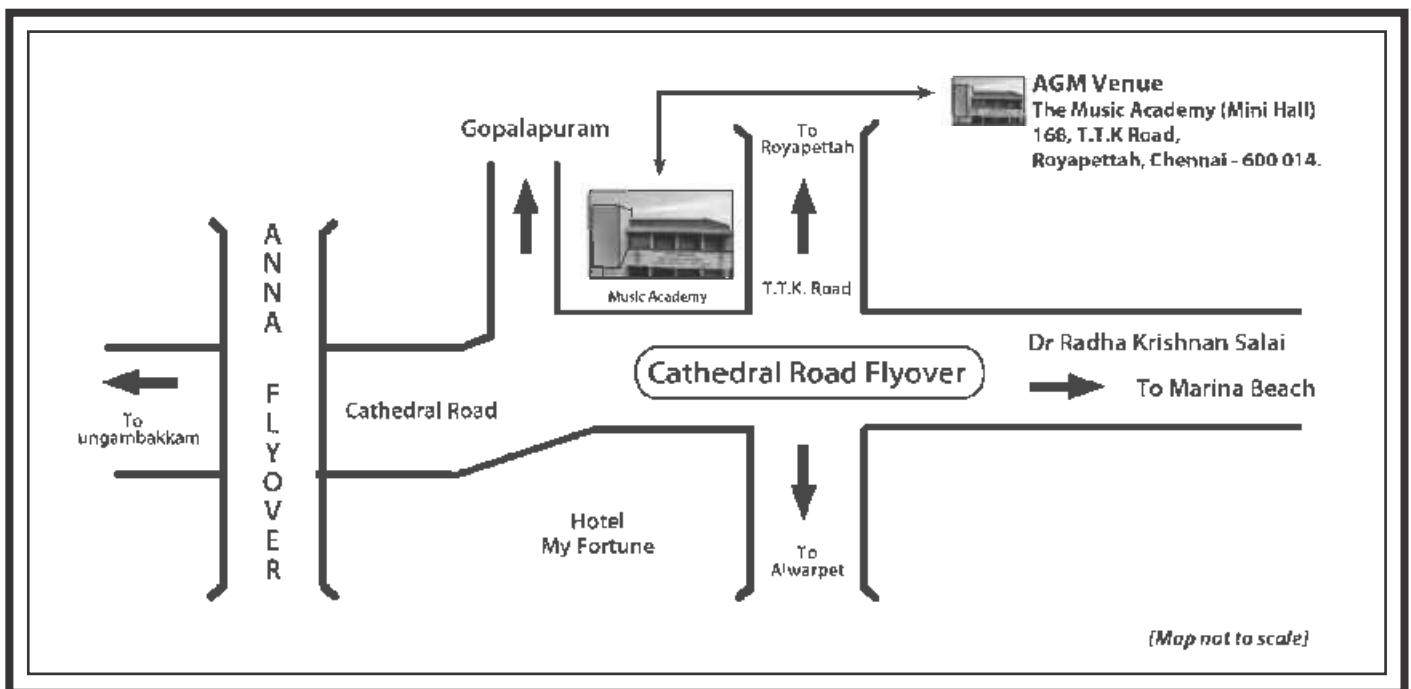 AGM Venue
The Music Academy (Mini Hall)
168, T.T.K Road,
Royapettah, Chennai - 600 014.
Gopalapuram
To
Royapettah
Music Academy
T.T.K. Road
ANNA FLYOVER
Dr Radha Krishnan Salai
Cathedral Road Flyover
To Marina Beach
Cathedral Road
To
ungambakkam
Hotel
My Fortune
To
Alwarpet
(Map not to scale)